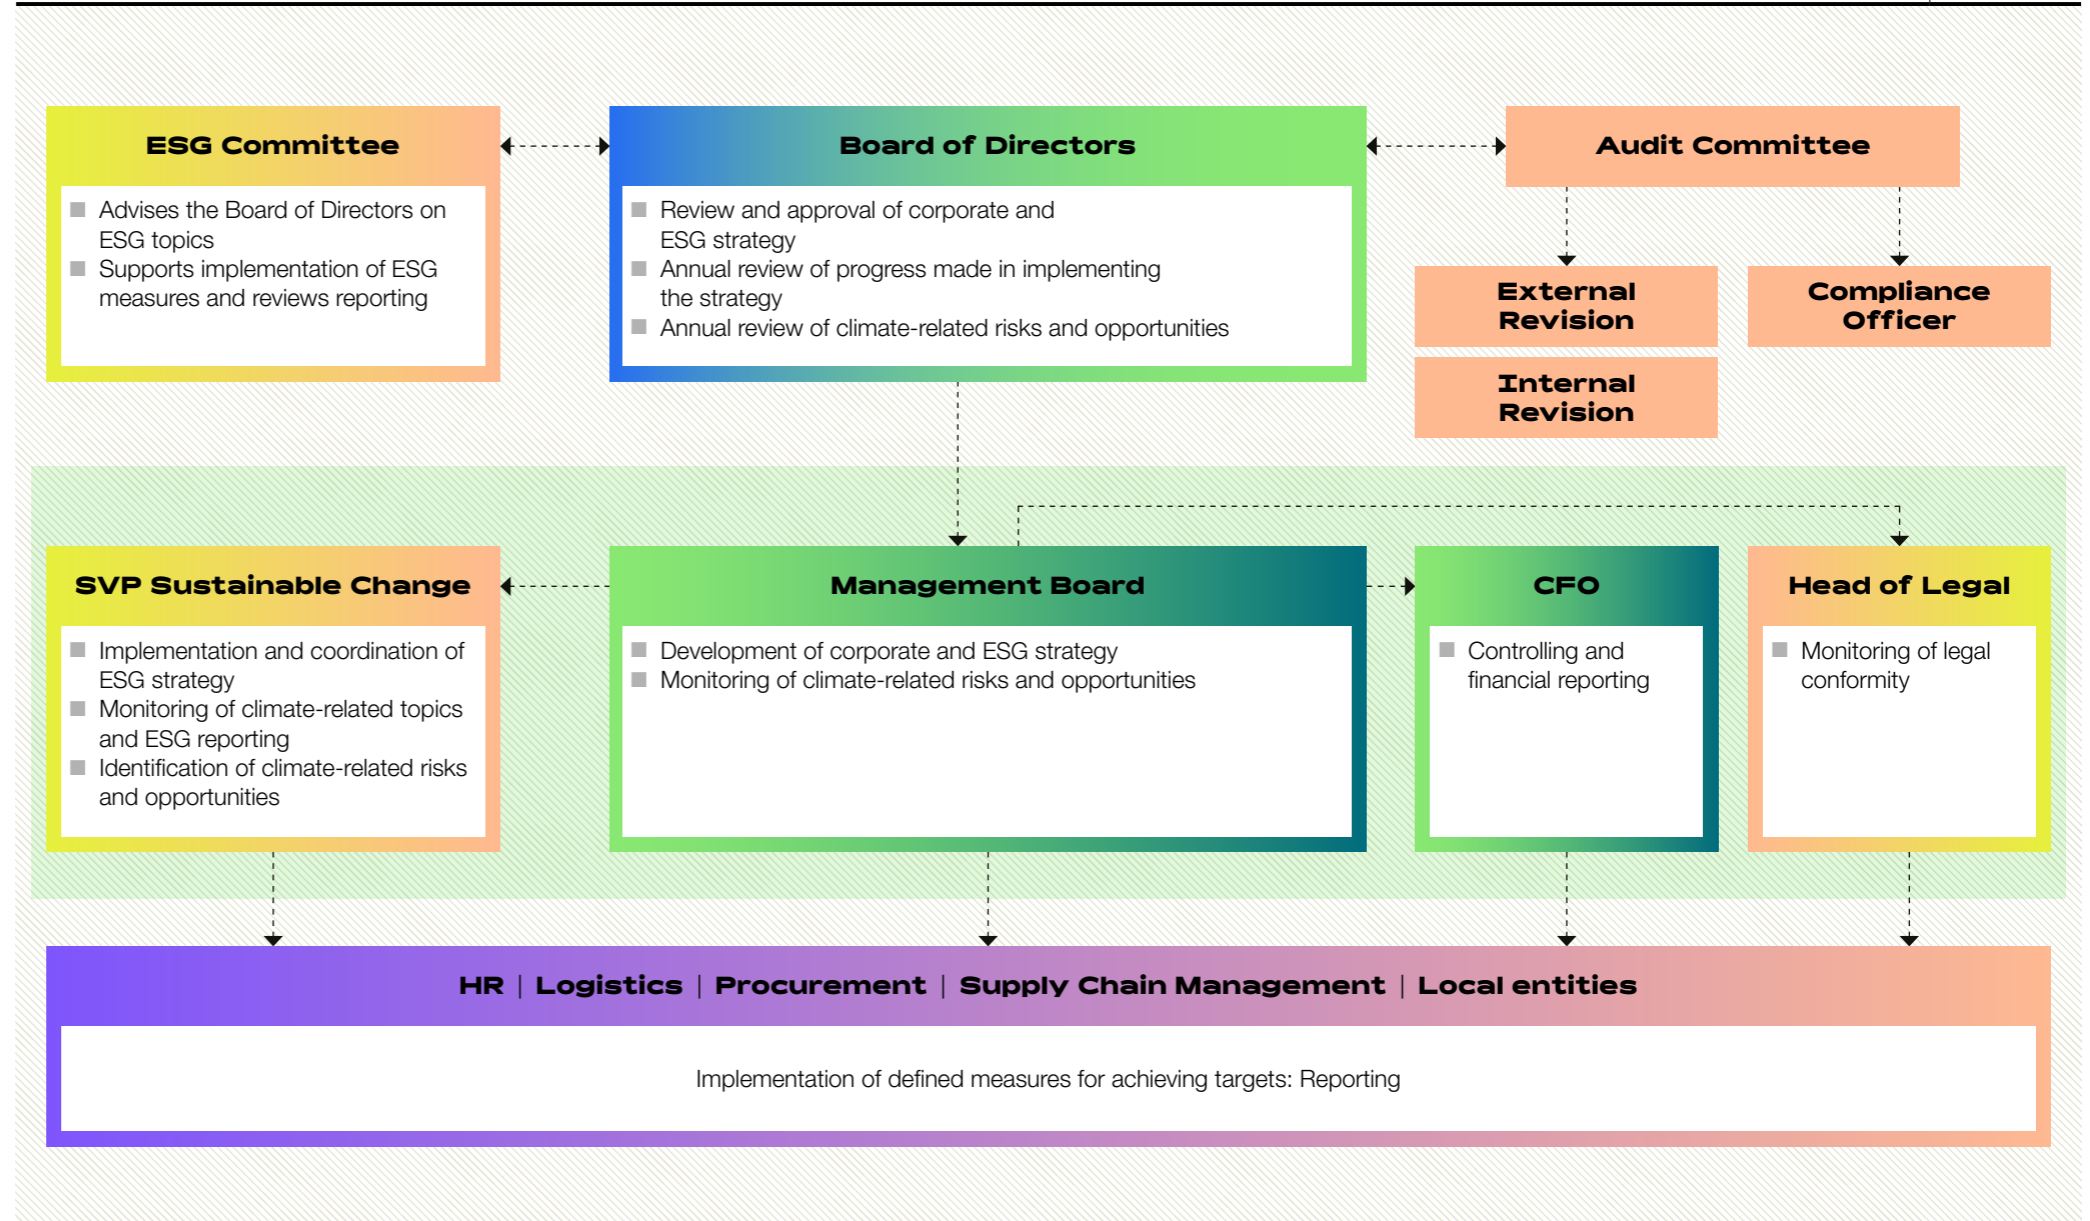 ESG Committee
Advises the Board of Directors on
ESG topics
Supports implementation of ESG
measures and reviews reporting
Board of Directors
Review and approval of corporate and
ESG strategy
Annual review of progress made in implementing
the strategy
Annual review of climate-related risks and opportunities
Audit Committee
External
Revision
Internal
Revision
Compliance
Officer
SVP Sustainable Change
Implementation and coordination of
ESG strategy
Monitoring of climate-related topics
and ESG reporting
Identification of climate-related risks
and opportunities
Management Board
Development of corporate and ESG strategy
Monitoring of climate-related risks and opportunities
CFO
Controlling and
financial reporting
Head of Legal
Monitoring of legal
conformity
HR | Logistics | Procurement | Supply Chain Management | Local entities
Implementation of defined measures for achieving targets: Reporting